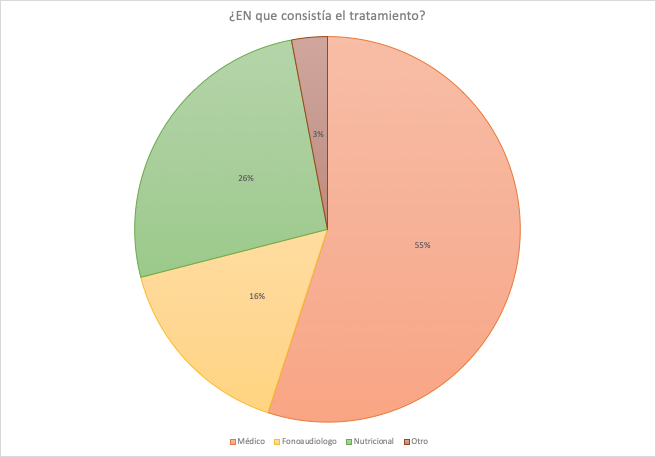 ¿EN que consistía el tratamiento?
3%
26%
55%
16%
Médico Fonoaudiologo Nutricional Otro